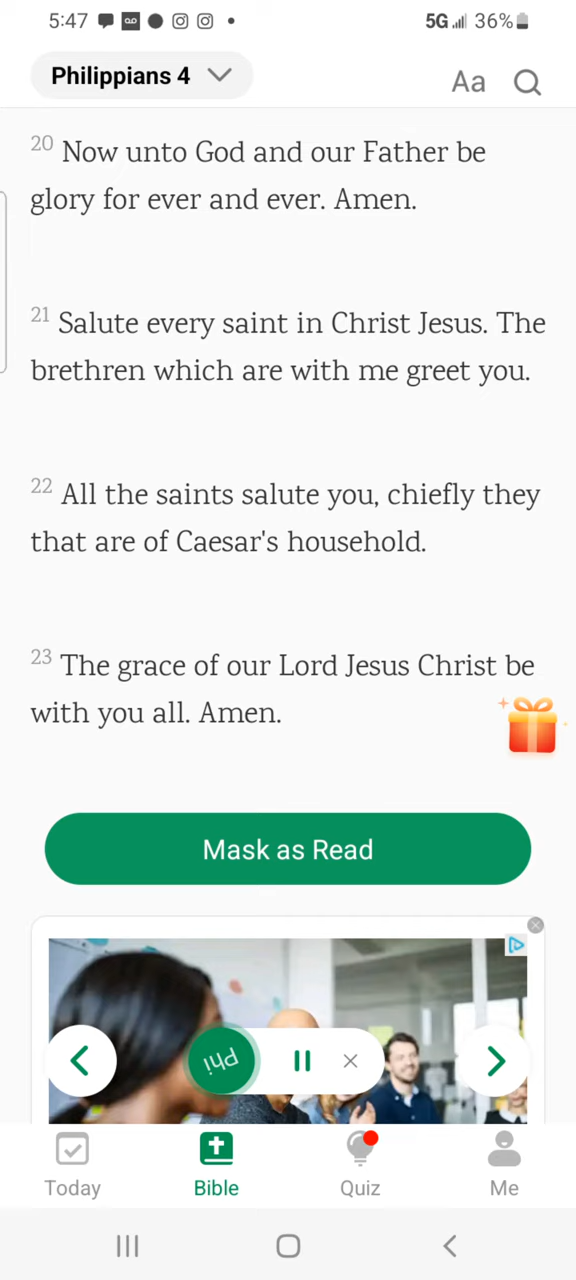 5:47 5G 36%
Philippians 4 Aa
20 Now unto God and our Father be
glory for ever and ever. Amen.
21 Salute every saint in Christ Jesus. The
brethren which are with me greet you.
22 All the saints salute you, chiefly they
that are of Caesar's household.
23 The grace of our Lord Jesus Christ be
with you all. Amen.
Mask as Read
Phi
Today Bible Quiz Me